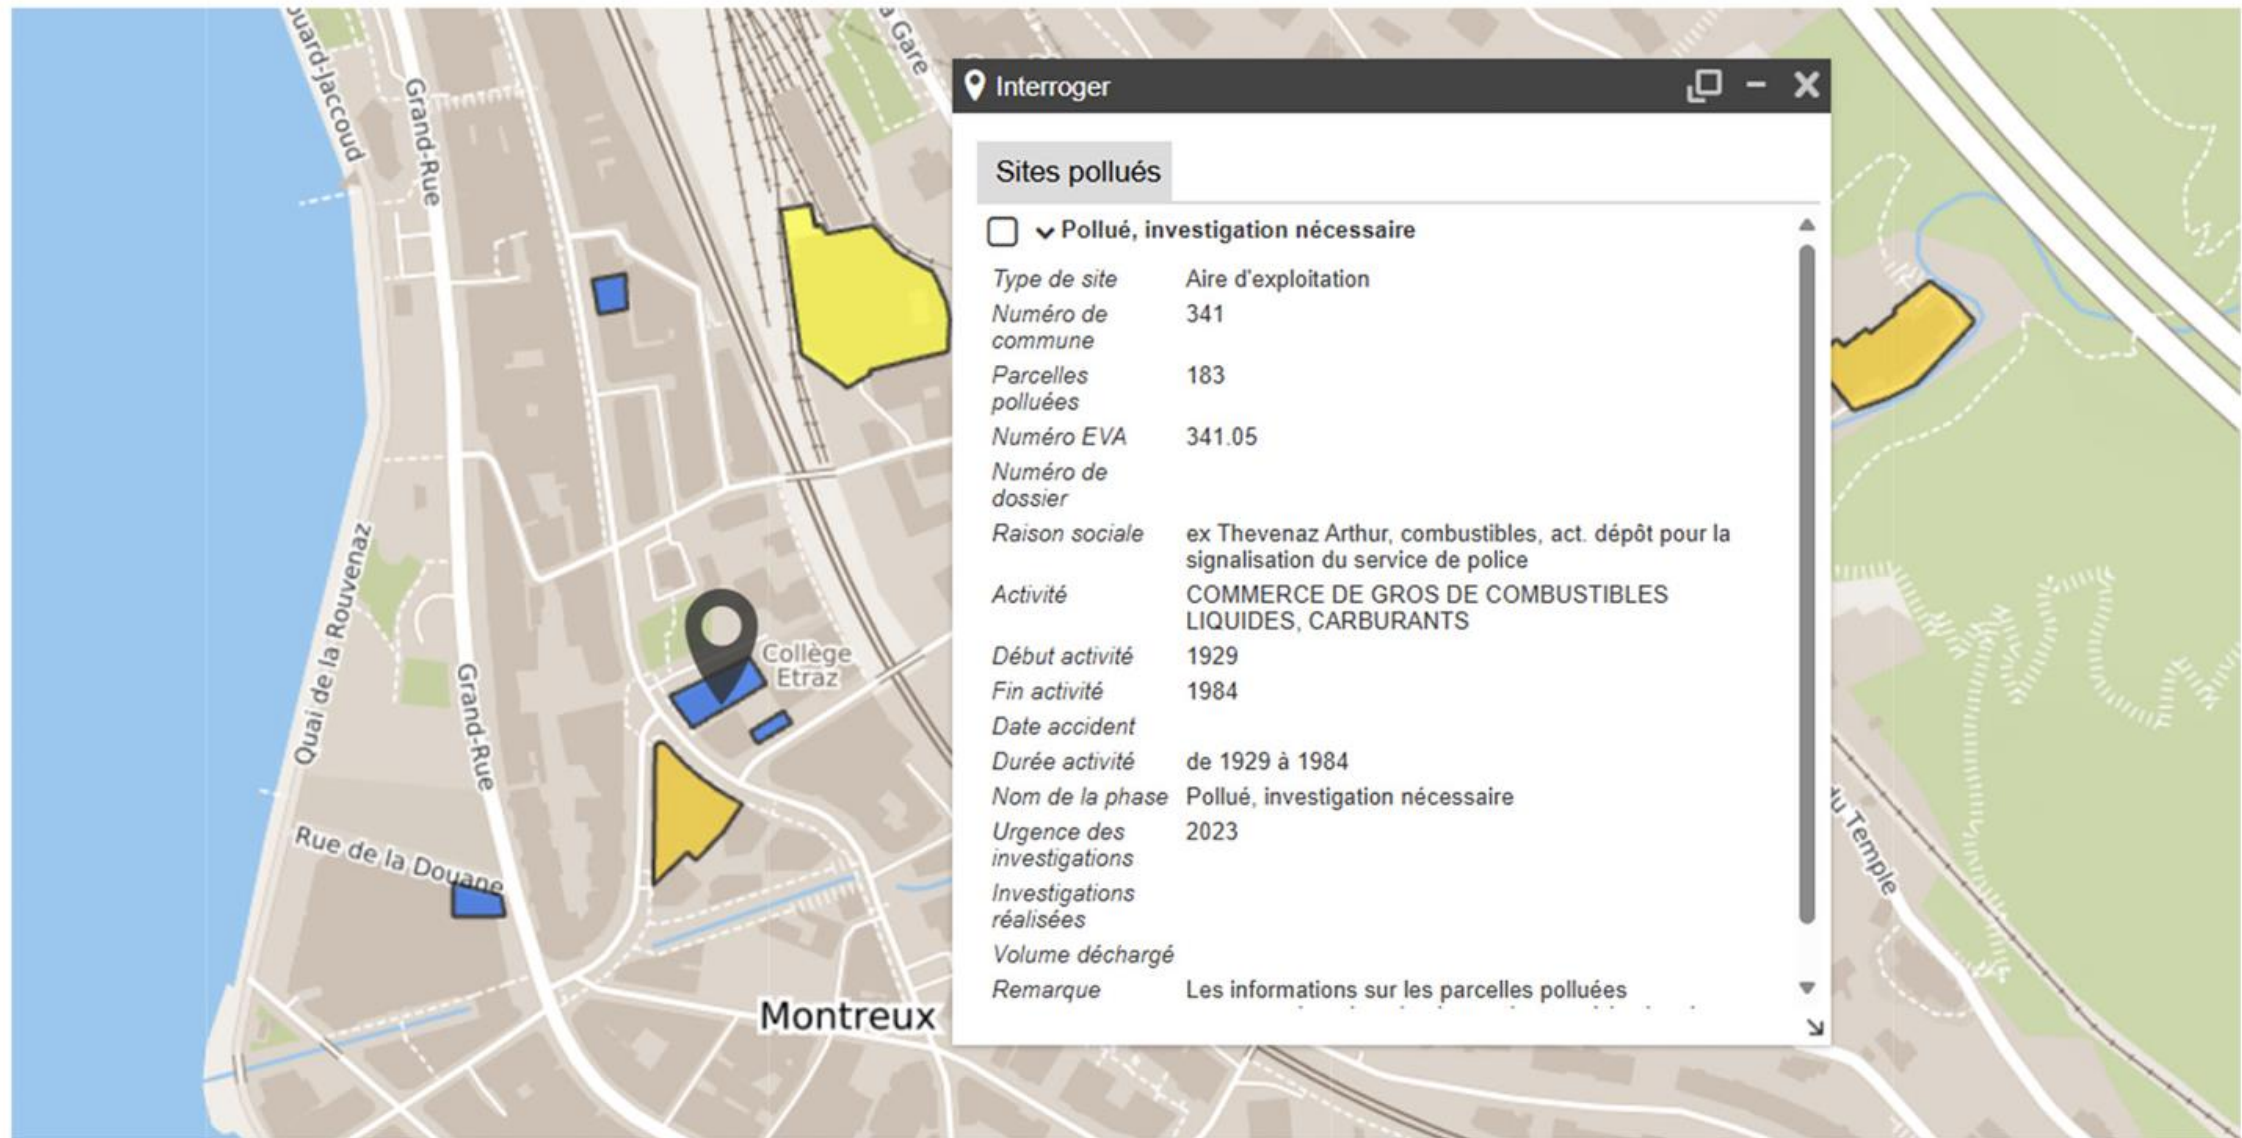 ouard-Jaccoud
Grand-Rue
a Gare
Interroger
Sites pollués
Pollué, investigation nécessaire
Type de site Aire d'exploitation
Numéro de 341
commune
Parcelles 183
polluées
Numéro EVA 341.05
Numéro de
dossier
Raison sociale ex Thevenaz Arthur, combustibles, act. dépôt pour la
signalisation du service de police
Activité COMMERCE DE GROS DE COMBUSTIBLES
LIQUIDES, CARBURANTS
Début activité 1929
Fin activité 1984
Date accident
Durée activité de 1929 à 1984
Nom de la phase Pollué, investigation nécessaire
Urgence des 2023
investigations
Investigations
réalisées
Volume déchargé
Remarque Les informations sur les parcelles polluées
Quai de la Rouvenaz
Collège
Etraz
Grand-Rue
Rue de la Douane
du Temple
Montreux